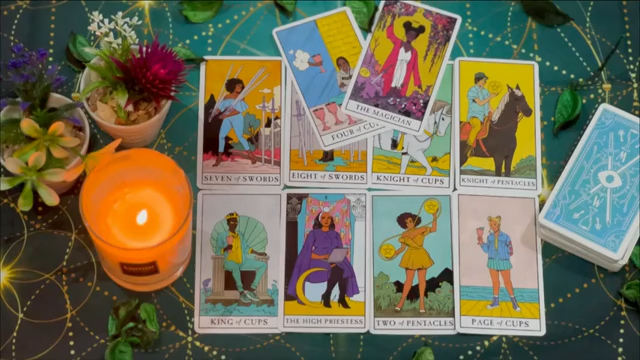 THE MAGICIAN
FOUR of CU
SEVEN of SWORDS
EIGHT of SWORDS
KNIGHT of CUPS
KNIGHT of PENTACLES
KING of CUPS
THE HIGH PRIESTESS
TWO of PENTACLES
PAGE of CUPS